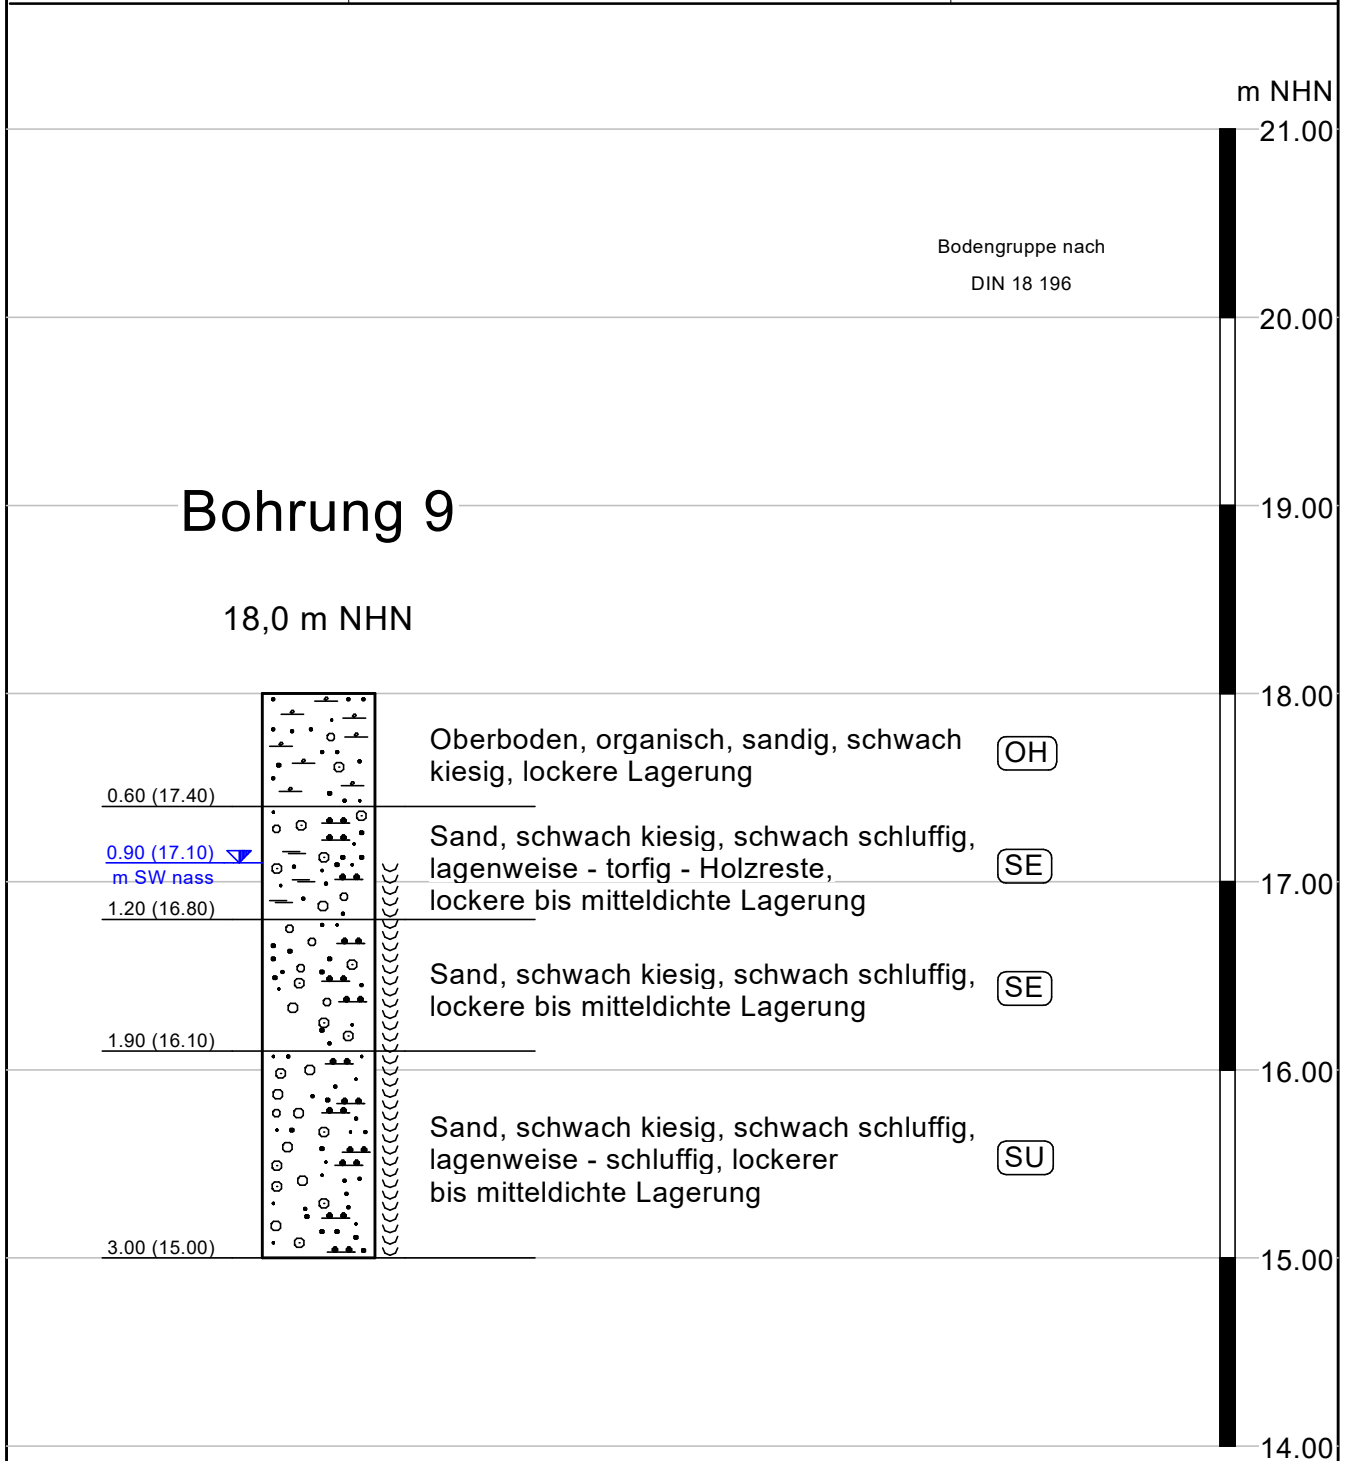 m NHN
21.00
Bodengruppe nach
DIN 18 196
20.00
Bohrung 9
19.00
18,0 m NHN
18.00
Oberboden, organisch, sandig, schwach
kiesig, lockere Lagerung
OH
0.60 (17.40)
Sand, schwach kiesig, schwach schluffig,
lagenweise - torfig - Holzreste,
lockere bis mitteldichte Lagerung
SE
0.90 (17.10)
m SW nass
17.00
1.20 (16.80)
Sand, schwach kiesig, schwach schluffig,
lockere bis mitteldichte Lagerung
SE
1.90 (16.10)
16.00
Sand, schwach kiesig, schwach schluffig,
lagenweise - schluffig, lockerer
bis mitteldichte Lagerung
SU
3.00 (15.00)
15.00
14.00